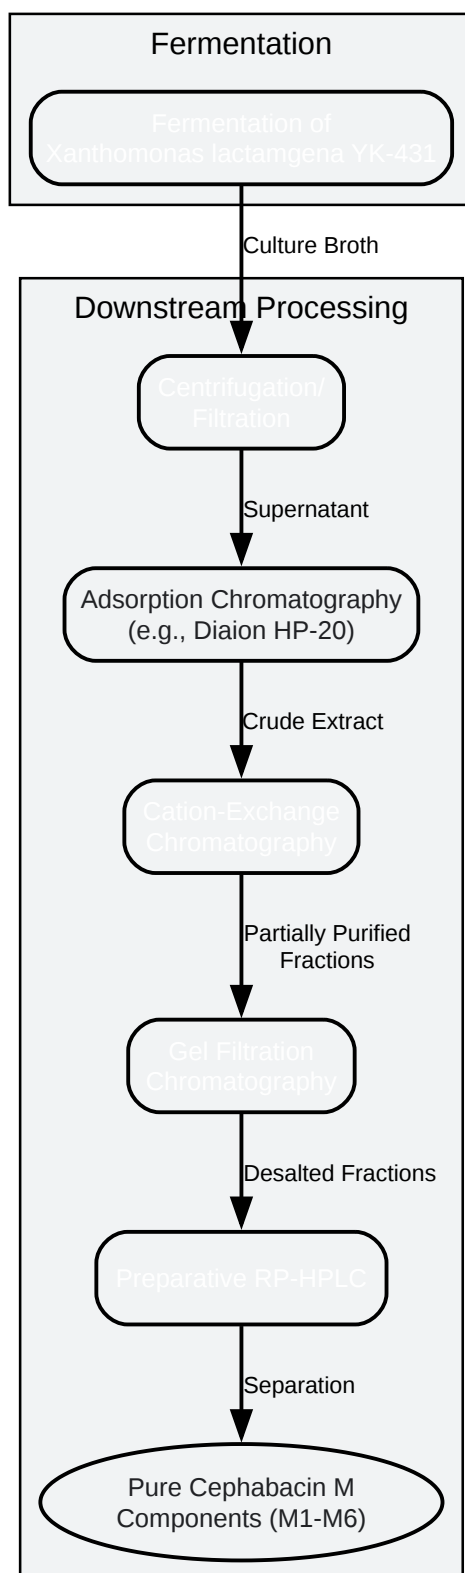 Fermentation
Fermentation of
Xanthomonas lactamgena YK-431
Culture Broth
Downstream Processing
Centrifugation/
Filtration
Supernatant
Adsorption Chromatography
(e.g., Diaion HP-20)
Crude Extract
Cation-Exchange
Chromatography
Partially Purified
Fractions
Gel Filtration
Chromatography
Desalted Fractions
Preparative RP-HPLC
Separation
Pure Cephabacin M
Components (M1-M6)